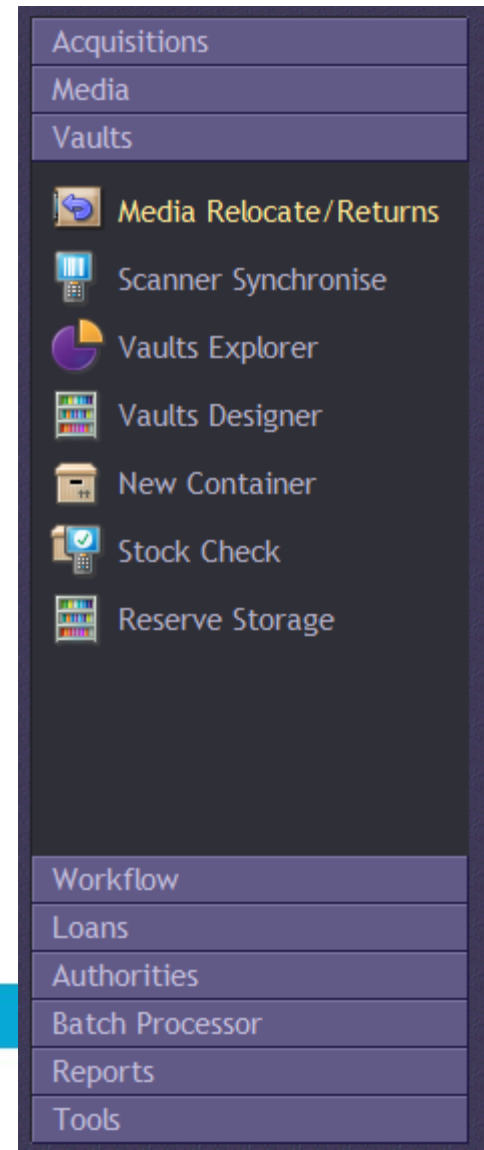 Acquisitions
Media
Vaults
Media Relocate/Returns
Scanner Synchronise
Vaults Explorer
Vaults Designer
New Container
Stock Check
Reserve Storage
Workflow
Loans
Authorities
Batch Processor
Reports
Tools